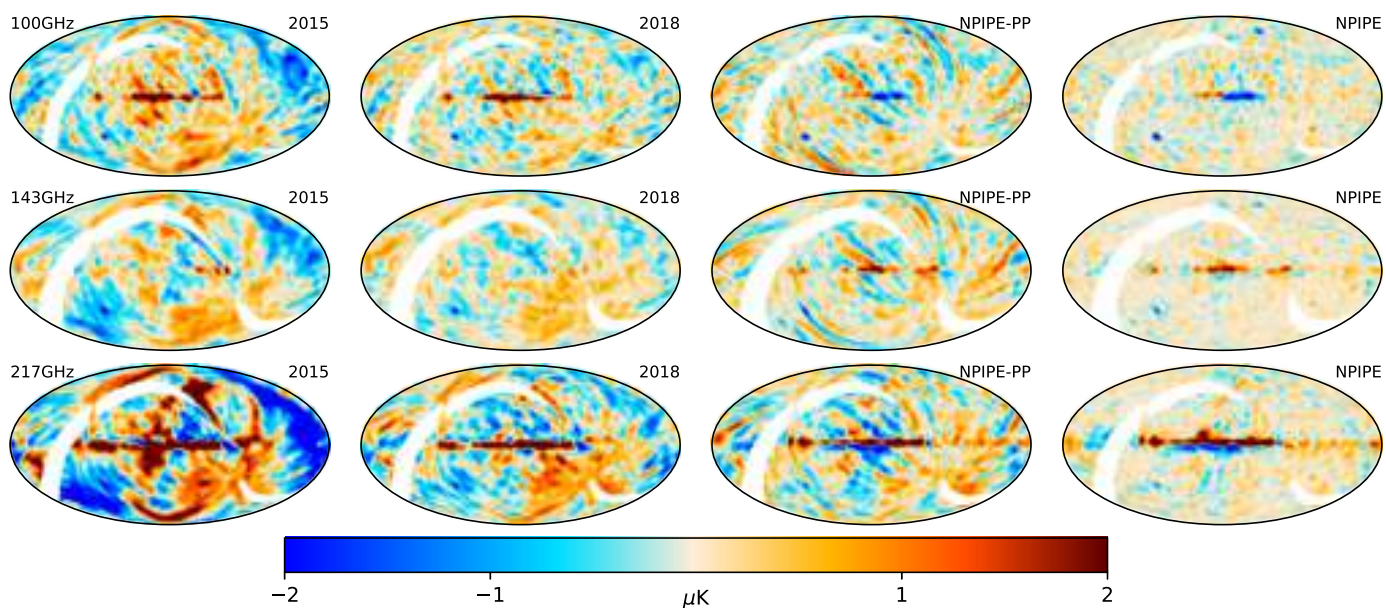 100GHz 2015 2018 NPIPE-PP NPIPE
143GHz 2015 2018 NPIPE-PP NPIPE
217GHz 2015 2018 NPIPE-PP NPIPE
−2 −1 1 2
μK